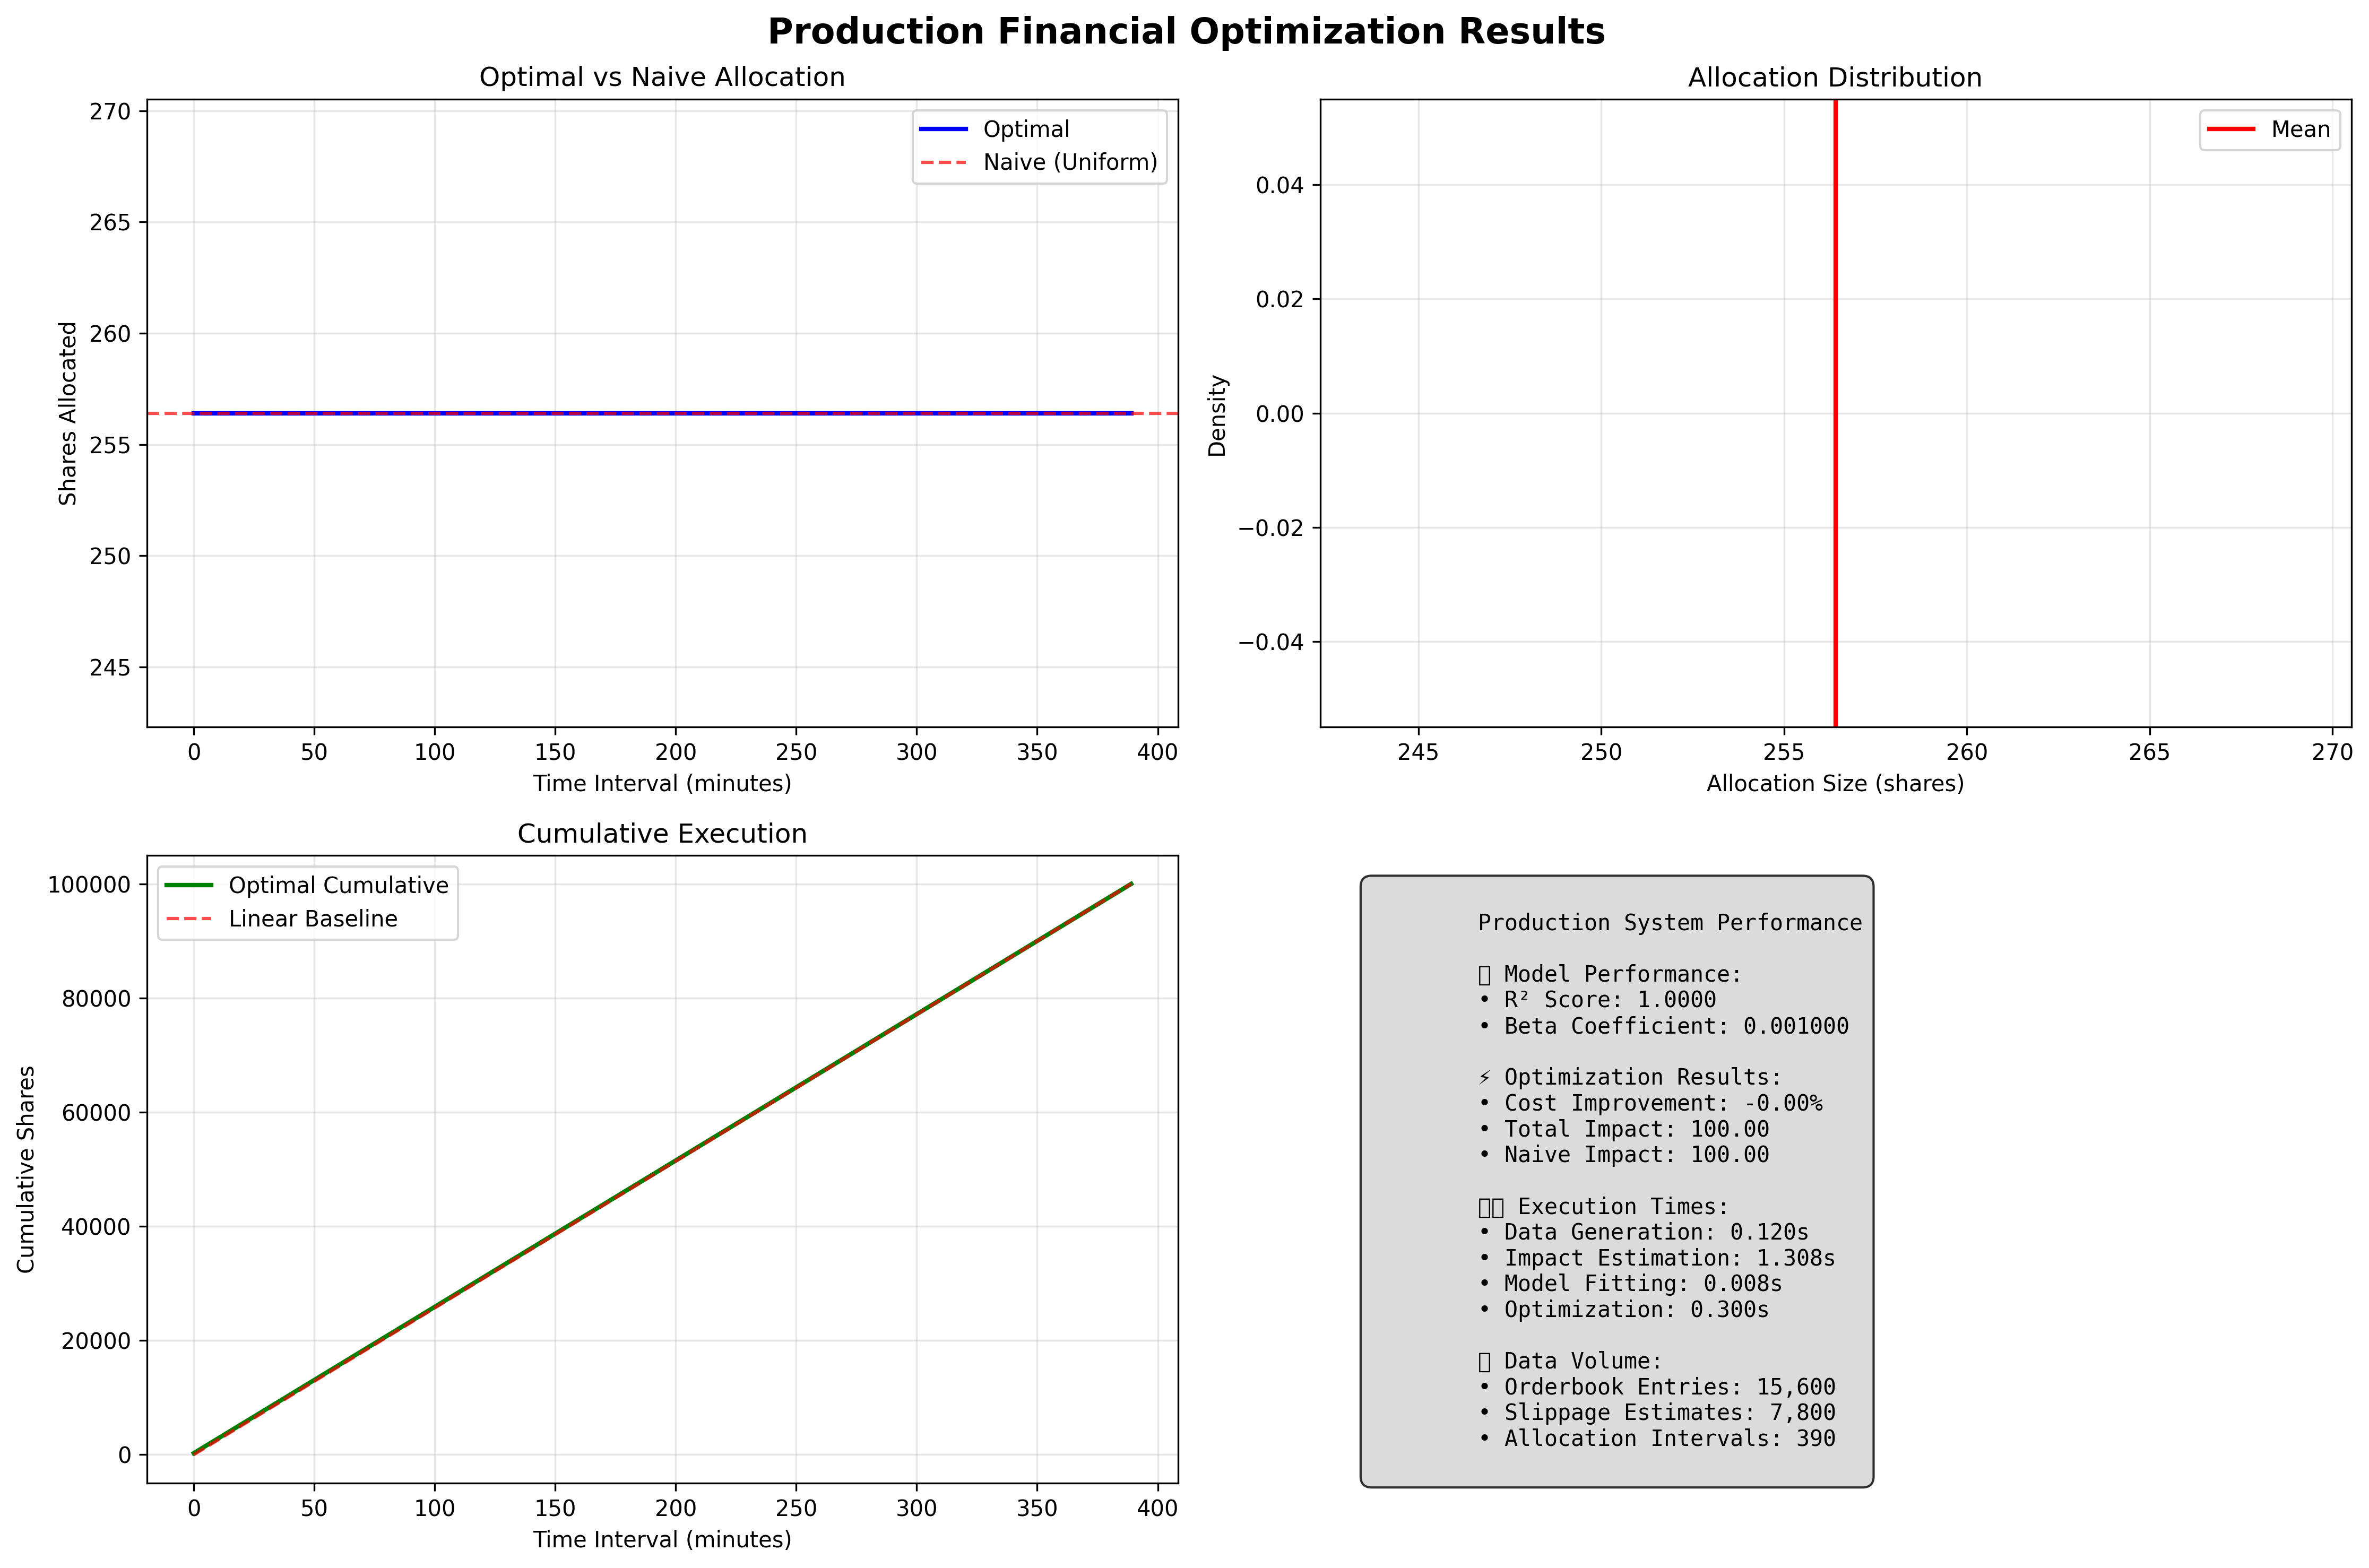 Production Financial Optimization Results
Optimal vs Naive Allocation
Optimal
Naive (Uniform)
270
265
260
255
250
245
Shares Allocated
0 50 100 150 200 250 300 350 400
Time Interval (minutes)
Allocation Distribution
Mean
0.04
0.02
0.00
−0.02
−0.04
Density
245 250 255 260 265 270
Allocation Size (shares)
Cumulative Execution
Optimal Cumulative
Linear Baseline
100000
80000
60000
40000
20000
0
Cumulative Shares
0 50 100 150 200 250 300 350 400
Time Interval (minutes)
Production System Performance
▯ Model Performance:
• R² Score: 1.0000
• Beta Coefficient: 0.001000
⚡ Optimization Results:
• Cost Improvement: -0.00%
• Total Impact: 100.00
• Naive Impact: 100.00
▯▯ Execution Times:
• Data Generation: 0.120s
• Impact Estimation: 1.308s
• Model Fitting: 0.008s
• Optimization: 0.300s
▯ Data Volume:
• Orderbook Entries: 15,600
• Slippage Estimates: 7,800
• Allocation Intervals: 390